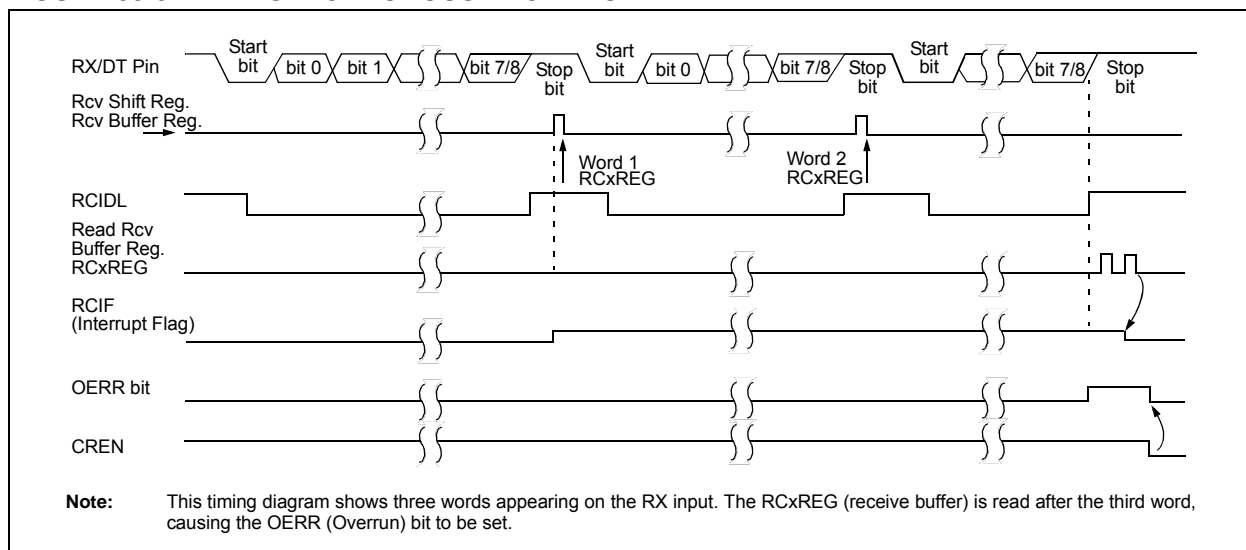 RX/DT Pin
Start
bit
bit 0
bit 1
bit 7/8
Stop
bit
Start
bit
bit 0
bit 7/8
Stop
bit
Start
bit
bit 7/8
Stop
bit
Rcv Shift Reg.
Rcv Buffer Reg.
Word 1
RCxREG
Word 2
RCxREG
RCIDL
Read Rcv
Buffer Reg.
RCxREG
RCIF
(Interrupt Flag)
OERR bit
CREN
Note: This timing diagram shows three words appearing on the RX input. The RCxREG (receive buffer) is read after the third word,
causing the OERR (Overrun) bit to be set.